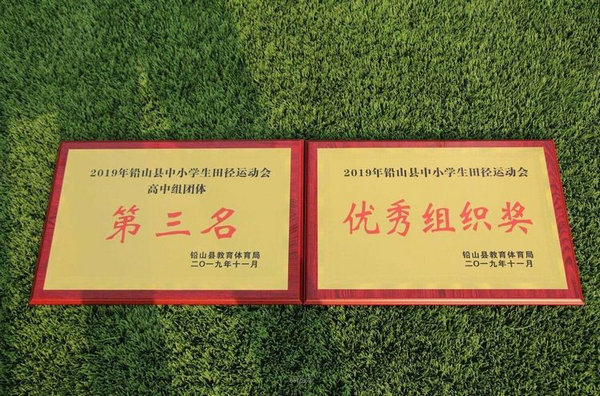 2019年铅山县中小学生田径运动会
高中组团体
第三名
铅山县教育体育局
二〇一九年十一月
2019年铅山县中小学生田径运动会
优秀组织奖
铅山县教育体育局
二〇一九年十一月